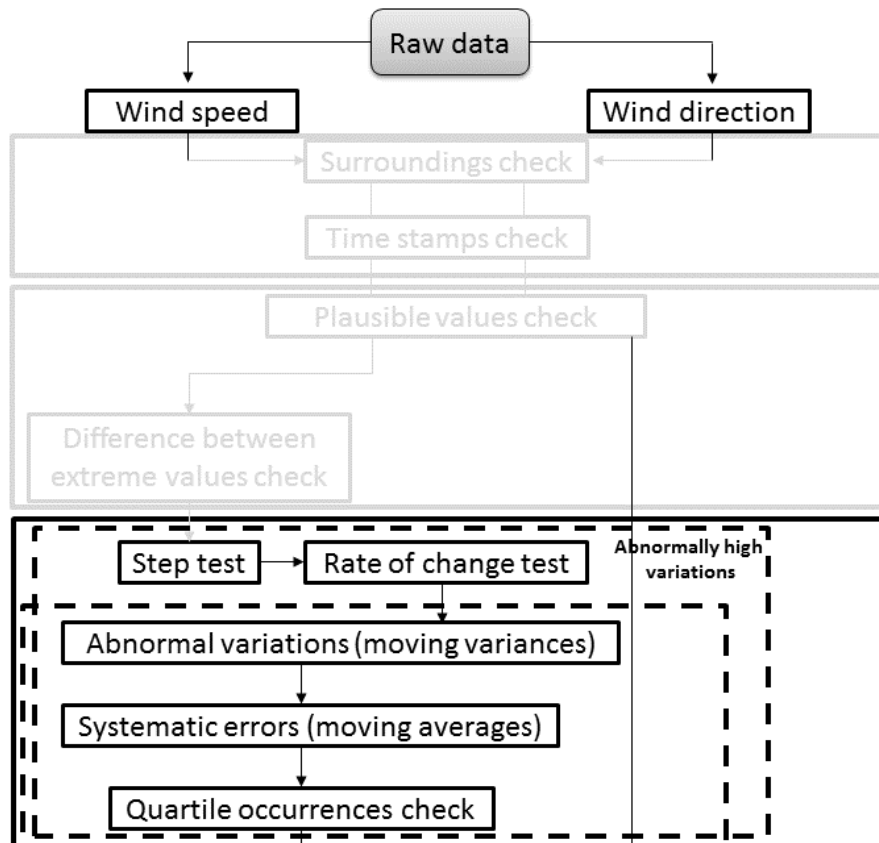 Raw data
Wind speed
Wind direction
Surroundings check
Time stamps check
Plausible values check
Difference between
extreme values check
Step test
Rate of change test
Abnormally high
variations
Abnormal variations (moving variances)
Systematic errors (moving averages)
Quartile occurrences check